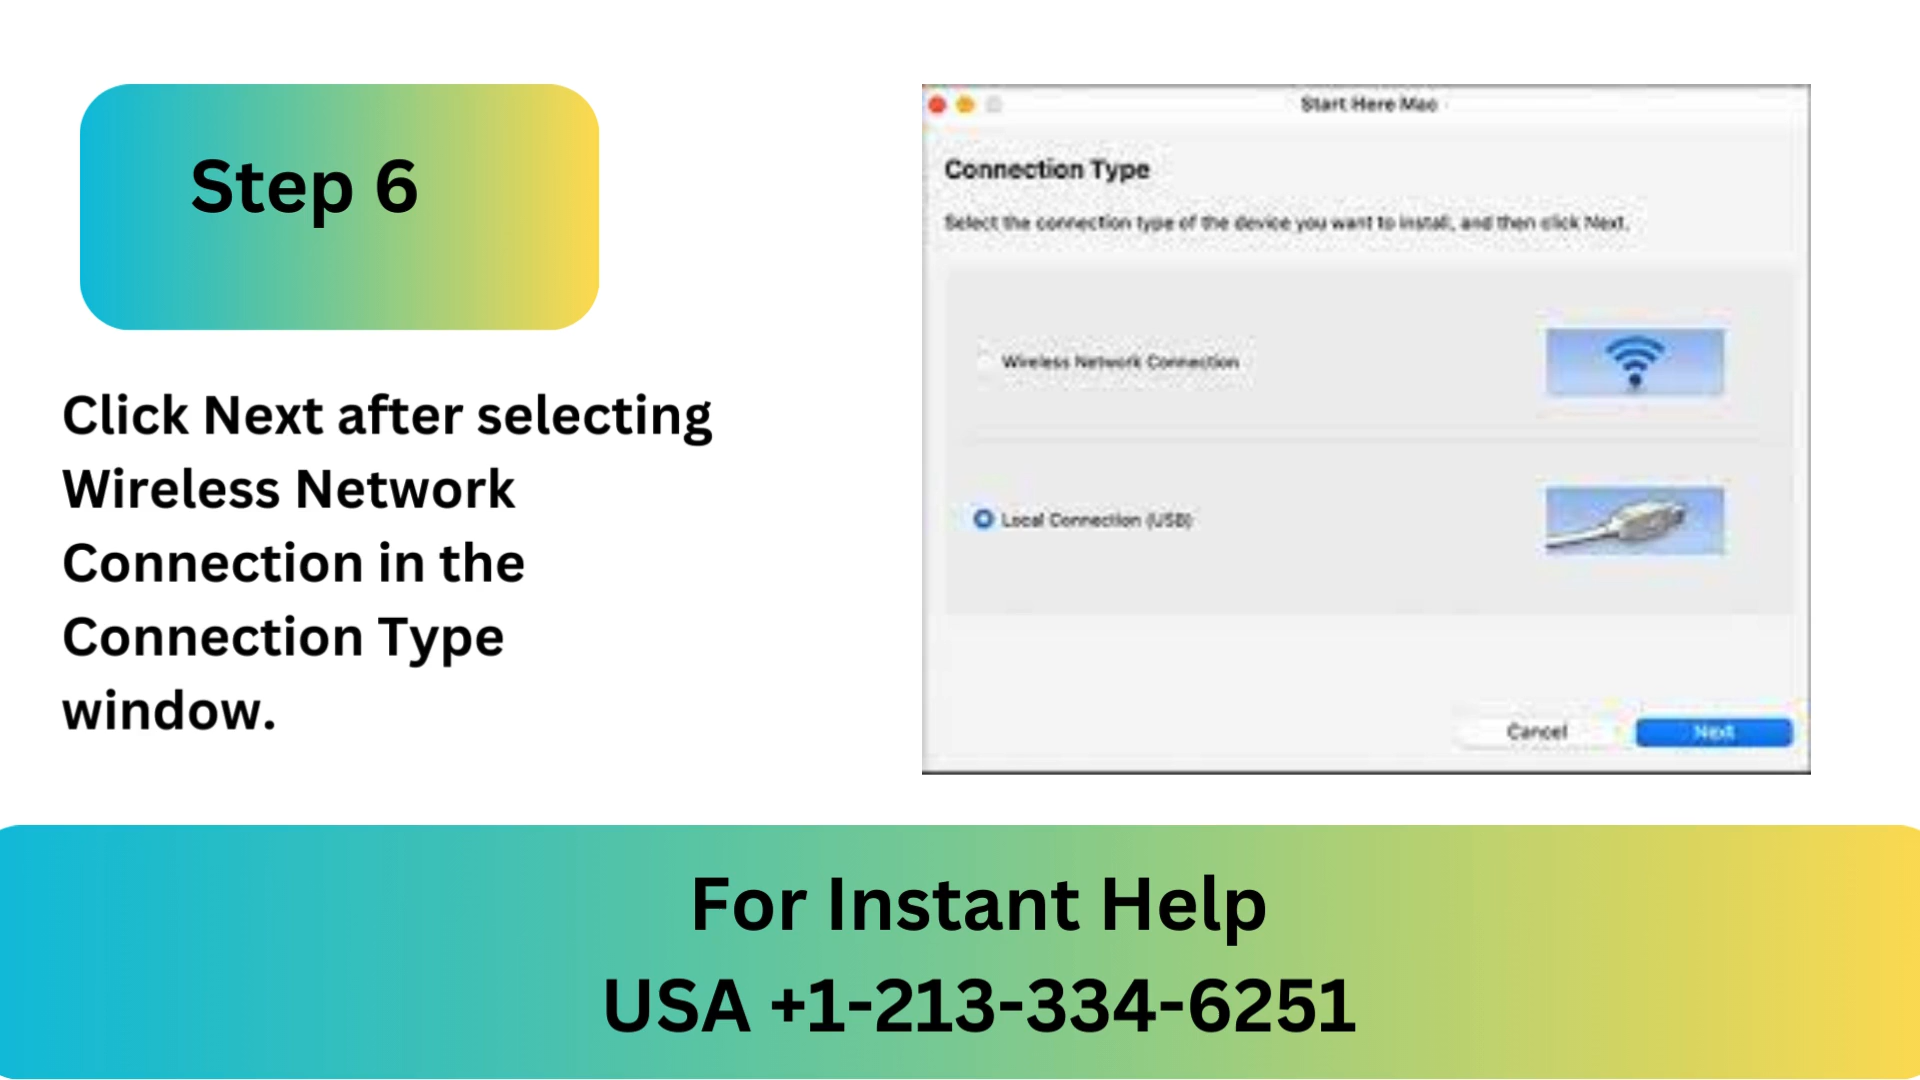 Step 6
Click Next after selecting
Wireless Network
Connection in the
Connection Type
window.
Start Here Mac
Connection Type
Select the connection type of the device you want to install, and then click Next.
Wireless Network Connection
Local Connection (USB)
Cancel
Next
For Instant Help
USA +1-213-334-6251